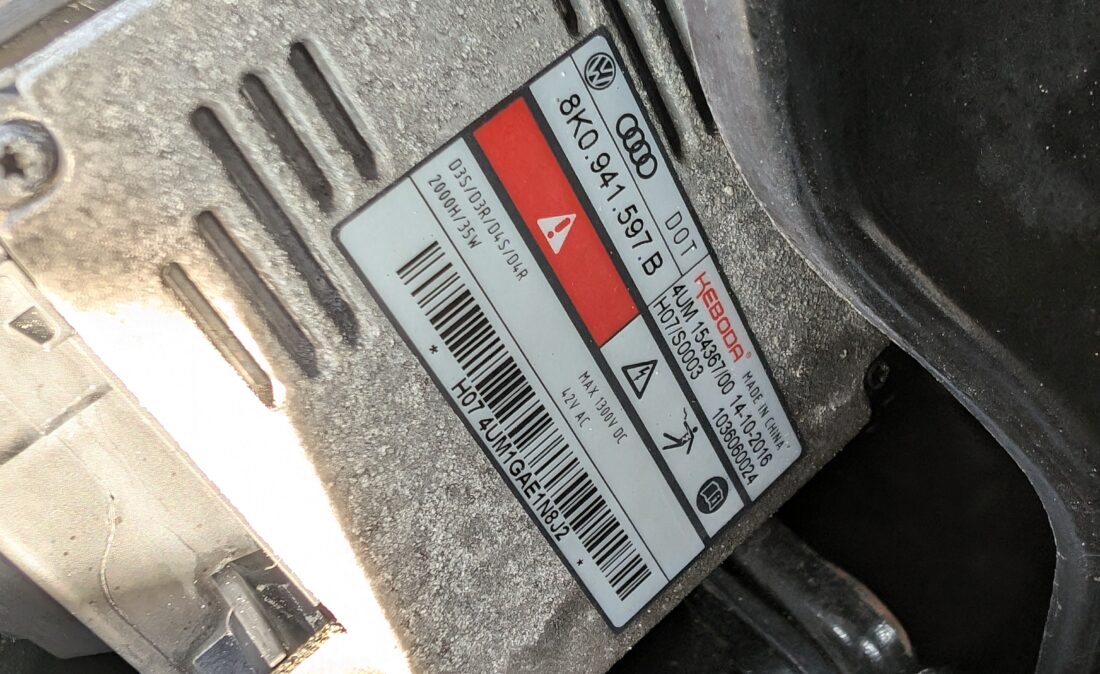 8K0.941.597.B
DOT
KEBODA®
MADE IN CHINA
4UM 154367/00 14-10-2016
H07/S0003
1036060024
D3S/D3R/D4S/D4R
2000H/35W
MAX 1300V DC
42V AC
* H07 4UM1GAE1N8J2 *